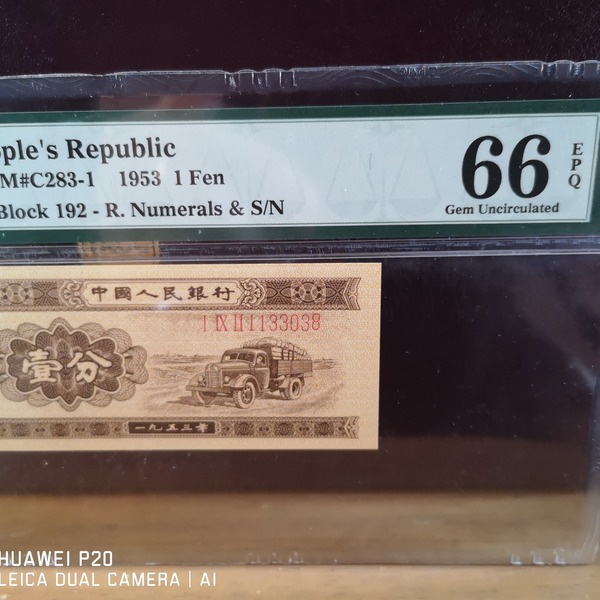 ople's Republic
M#C283-1 1953 1 Fen
Block 192 - R. Numerals & S/N
66
EPQ
Gem Uncirculated
中國人民銀行
I IX II 1133038
壹分
一九五三年
HUAWEI P20
LEICA DUAL CAMERA | AI